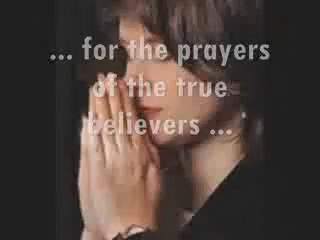 ... for the prayers
of the true
believers ...